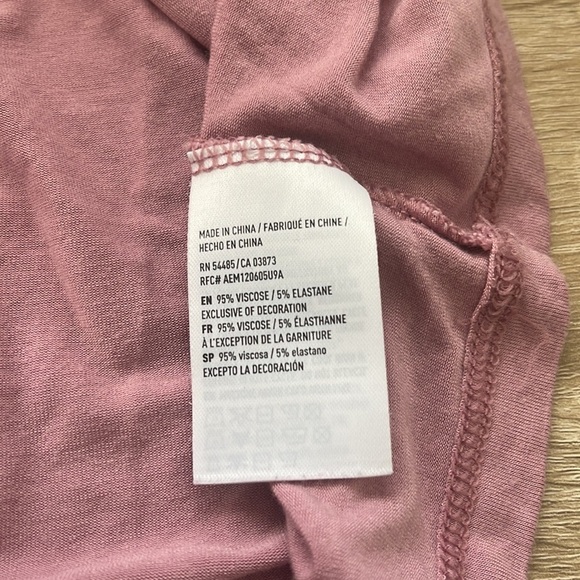 MADE IN CHINA / FABRIQUÉ EN CHINE /
HECHO EN CHINA
RN 54485 / CA 03873
RFC# AEM120605U9A
EN 95% VISCOSE / 5% ELASTANE
EXCLUSIVE OF DECORATION
FR 95% VISCOSE / 5% ÉLASTHANNE
À L'EXCEPTION DE LA GARNITURE
SP 95% viscosa / 5% elastano
EXCEPTO LA DECORACIÓN